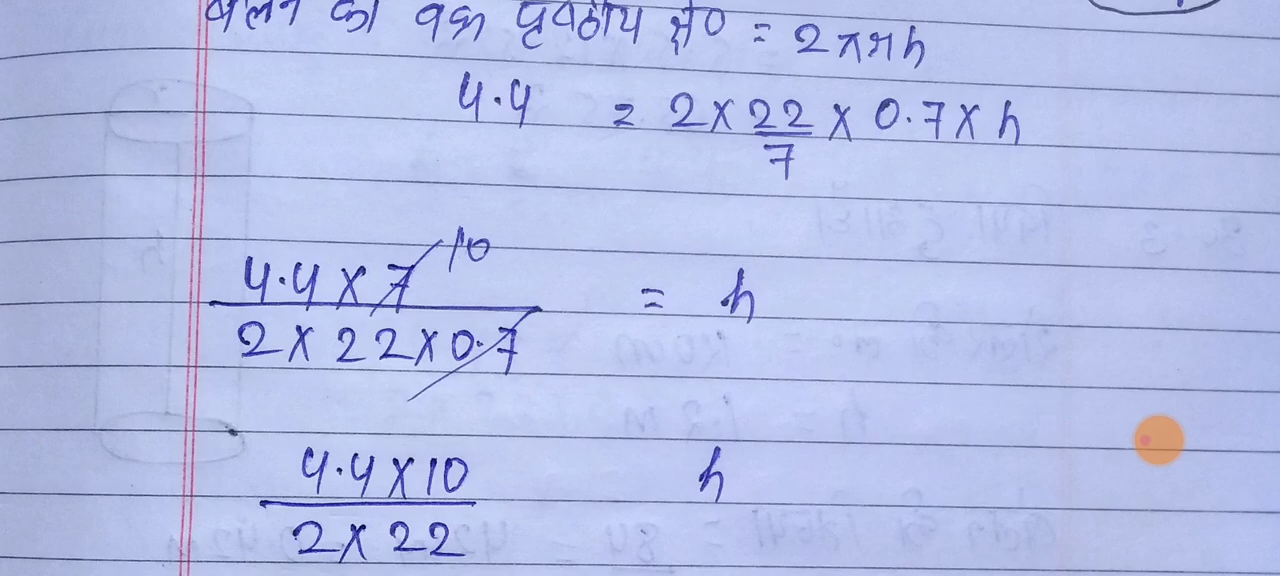 बेलन का वक्र पृष्ठीय क्षे० = 2πrh
4.4 = 2 × 22/7 × 0.7 × h
4.4 × 7 10 / 2 × 22 × 0.7 = h
4.4 × 10 / 2 × 22 h